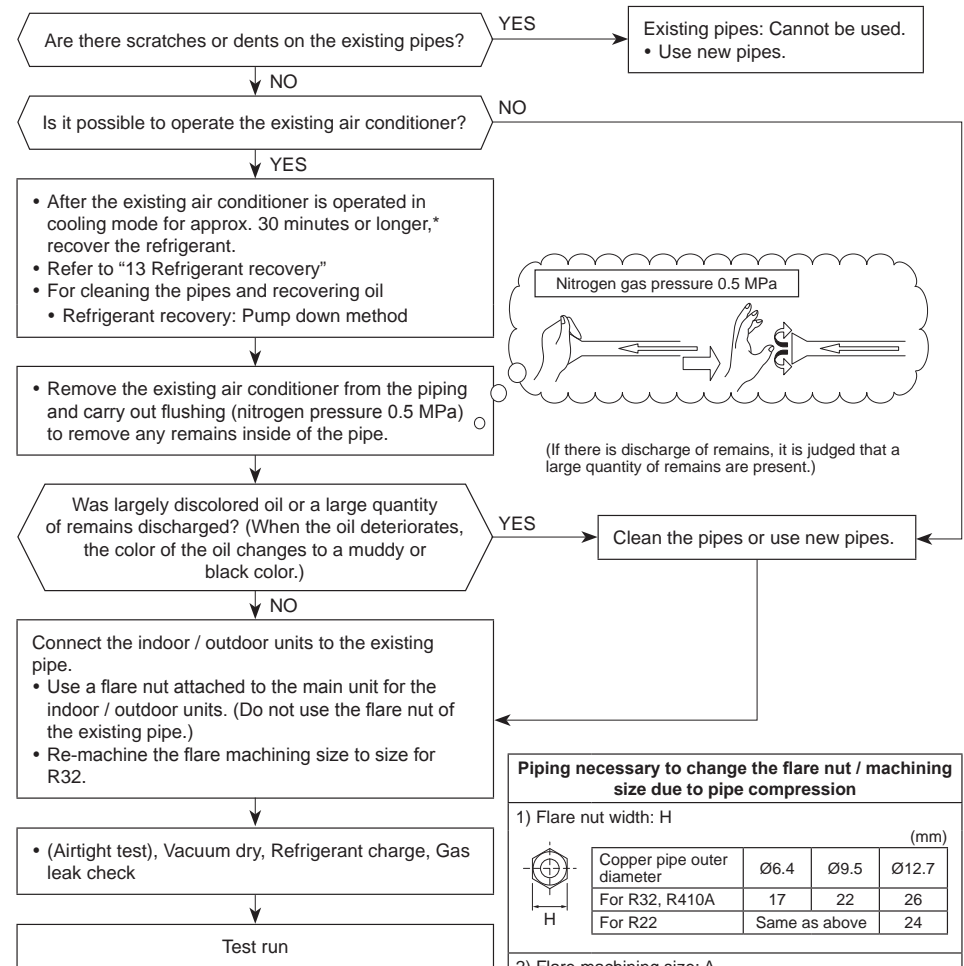 Are there scratches or dents on the existing pipes?
YES
Existing pipes: Cannot be used.
• Use new pipes.
NO
Is it possible to operate the existing air conditioner?
NO
YES
• After the existing air conditioner is operated in
cooling mode for approx. 30 minutes or longer,*
recover the refrigerant.
• Refer to “13 Refrigerant recovery”
• For cleaning the pipes and recovering oil
• Refrigerant recovery: Pump down method
Nitrogen gas pressure 0.5 MPa
• Remove the existing air conditioner from the piping
and carry out flushing (nitrogen pressure 0.5 MPa)
to remove any remains inside of the pipe.
(If there is discharge of remains, it is judged that a
large quantity of remains are present.)
Was largely discolored oil or a large quantity
of remains discharged? (When the oil deteriorates,
the color of the oil changes to a muddy or
black color.)
YES
Clean the pipes or use new pipes.
NO
Connect the indoor / outdoor units to the existing
pipe.
• Use a flare nut attached to the main unit for the
indoor / outdoor units. (Do not use the flare nut of
the existing pipe.)
• Re-machine the flare machining size to size for
R32.
• (Airtight test), Vacuum dry, Refrigerant charge, Gas
leak check
Test run
Piping necessary to change the flare nut / machining
size due to pipe compression
1) Flare nut width: H
(mm)
Copper pipe outer
diameter
Ø6.4 Ø9.5 Ø12.7
For R32, R410A 17 22 26
For R22 Same as above 24
H
2) Flare machining size: A